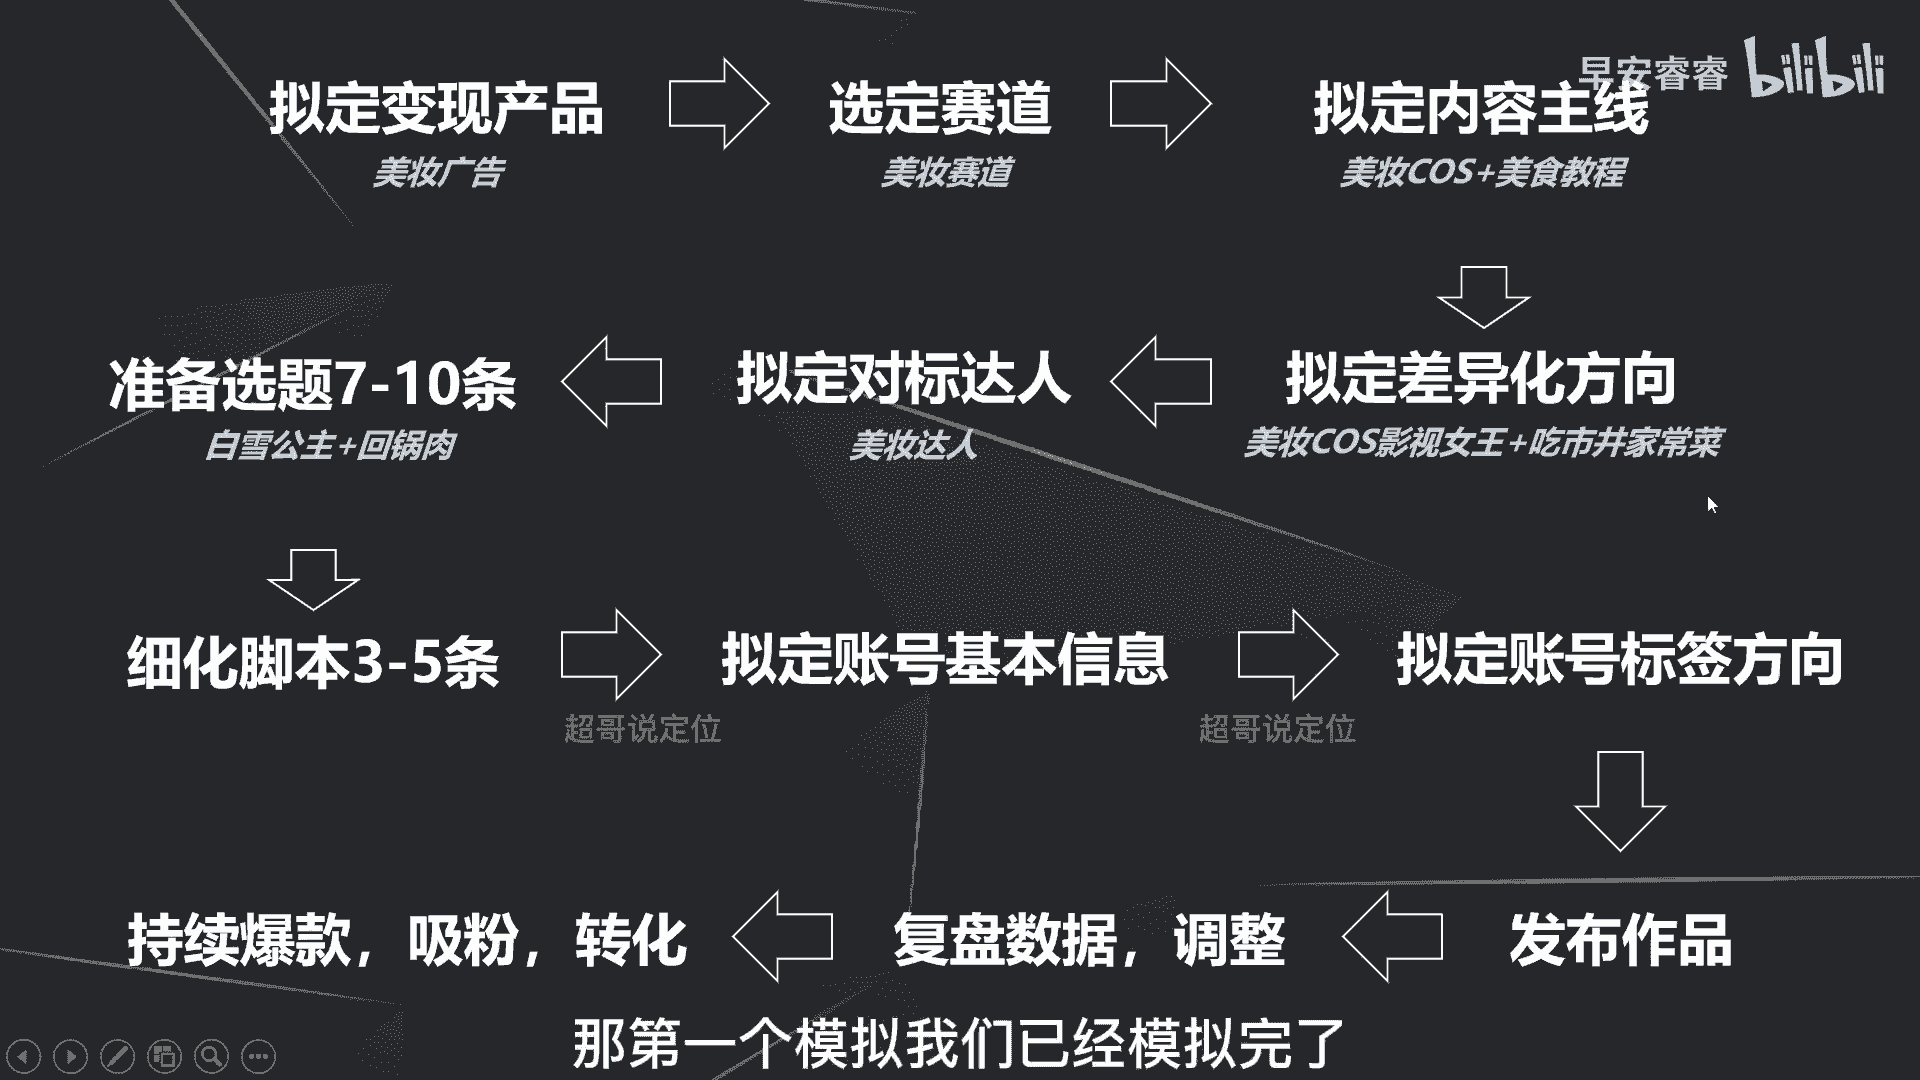 早安睿睿 bilibili
拟定变现产品
美妆广告
选定赛道
美妆赛道
拟定内容主线
美妆COS+美食教程
拟定差异化方向
美妆COS影视女王+吃市井家常菜
拟定对标达人
美妆达人
准备选题7-10条
白雪公主+回锅肉
细化脚本3-5条
拟定账号基本信息
拟定账号标签方向
超哥说定位
超哥说定位
发布作品
复盘数据，调整
持续爆款，吸粉，转化
那第一个模拟我们已经模拟完了